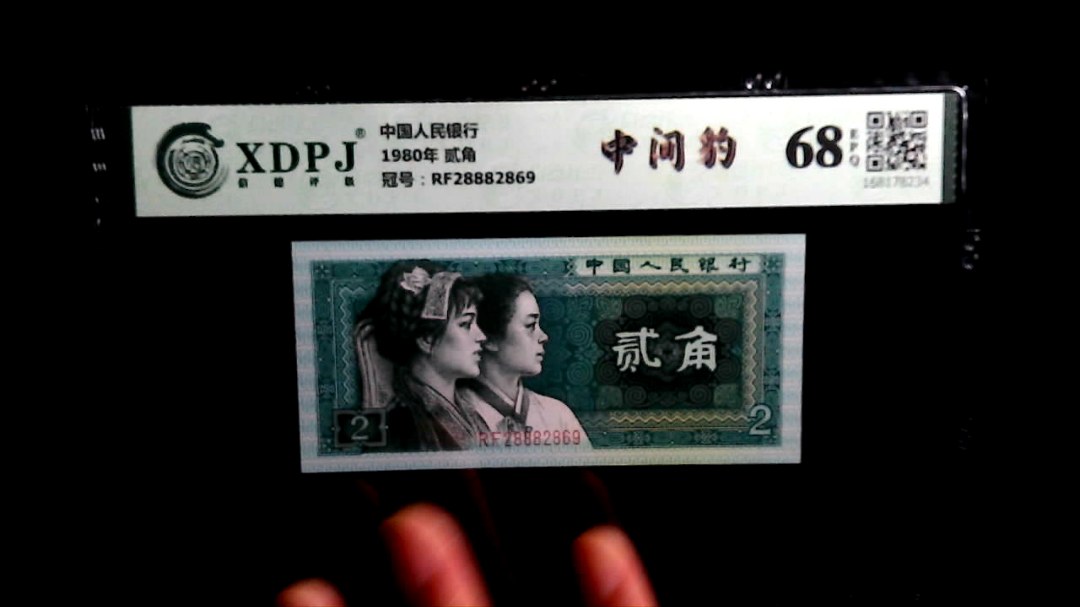 XDPJ®
中国人民银行
1980年 贰角
冠号：RF28882869
中间豹
68
EPQ
168178234
中国人民银行
贰角
2
2
RF28882869